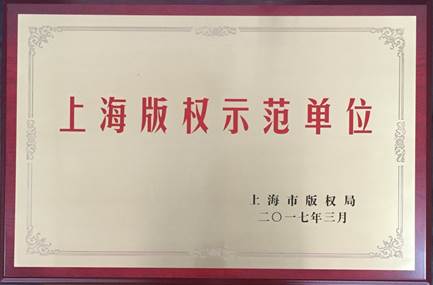 上海版权示范单位
上海市版权局
二〇一七年三月